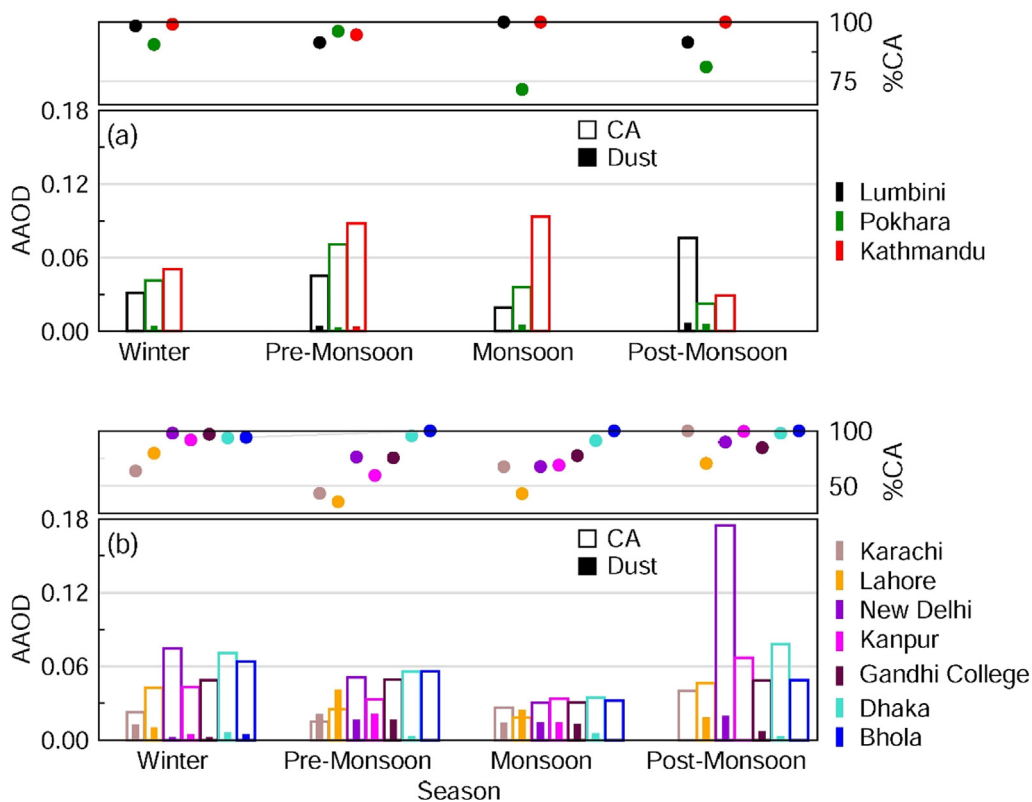 100
75
%CA
0.18
(a)
CA
Dust
0.12
0.06
0.00
AAOD
Lumbini
Pokhara
Kathmandu
Winter Pre-Monsoon Monsoon Post-Monsoon
100
50
%CA
0.18
(b)
CA
Dust
0.12
0.06
0.00
AAOD
Karachi
Lahore
New Delhi
Kanpur
Gandhi College
Dhaka
Bhola
Winter Pre-Monsoon Monsoon Post-Monsoon
Season